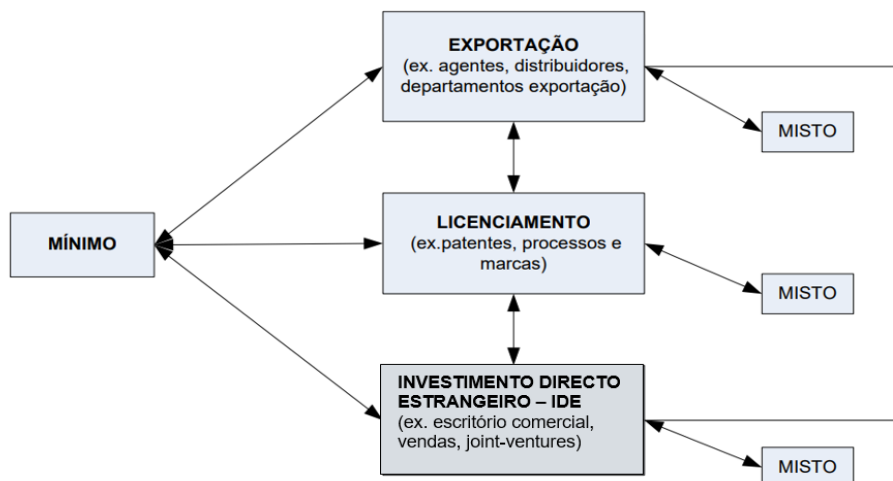 EXPORTAÇÃO
(ex. agentes, distribuidores,
departamentos exportação)
MISTO
MÍNIMO
LICENCIAMENTO
(ex.patentes, processos e
marcas)
MISTO
INVESTIMENTO DIRECTO
ESTRANGEIRO – IDE
(ex. escritório comercial,
vendas, joint-ventures)
MISTO